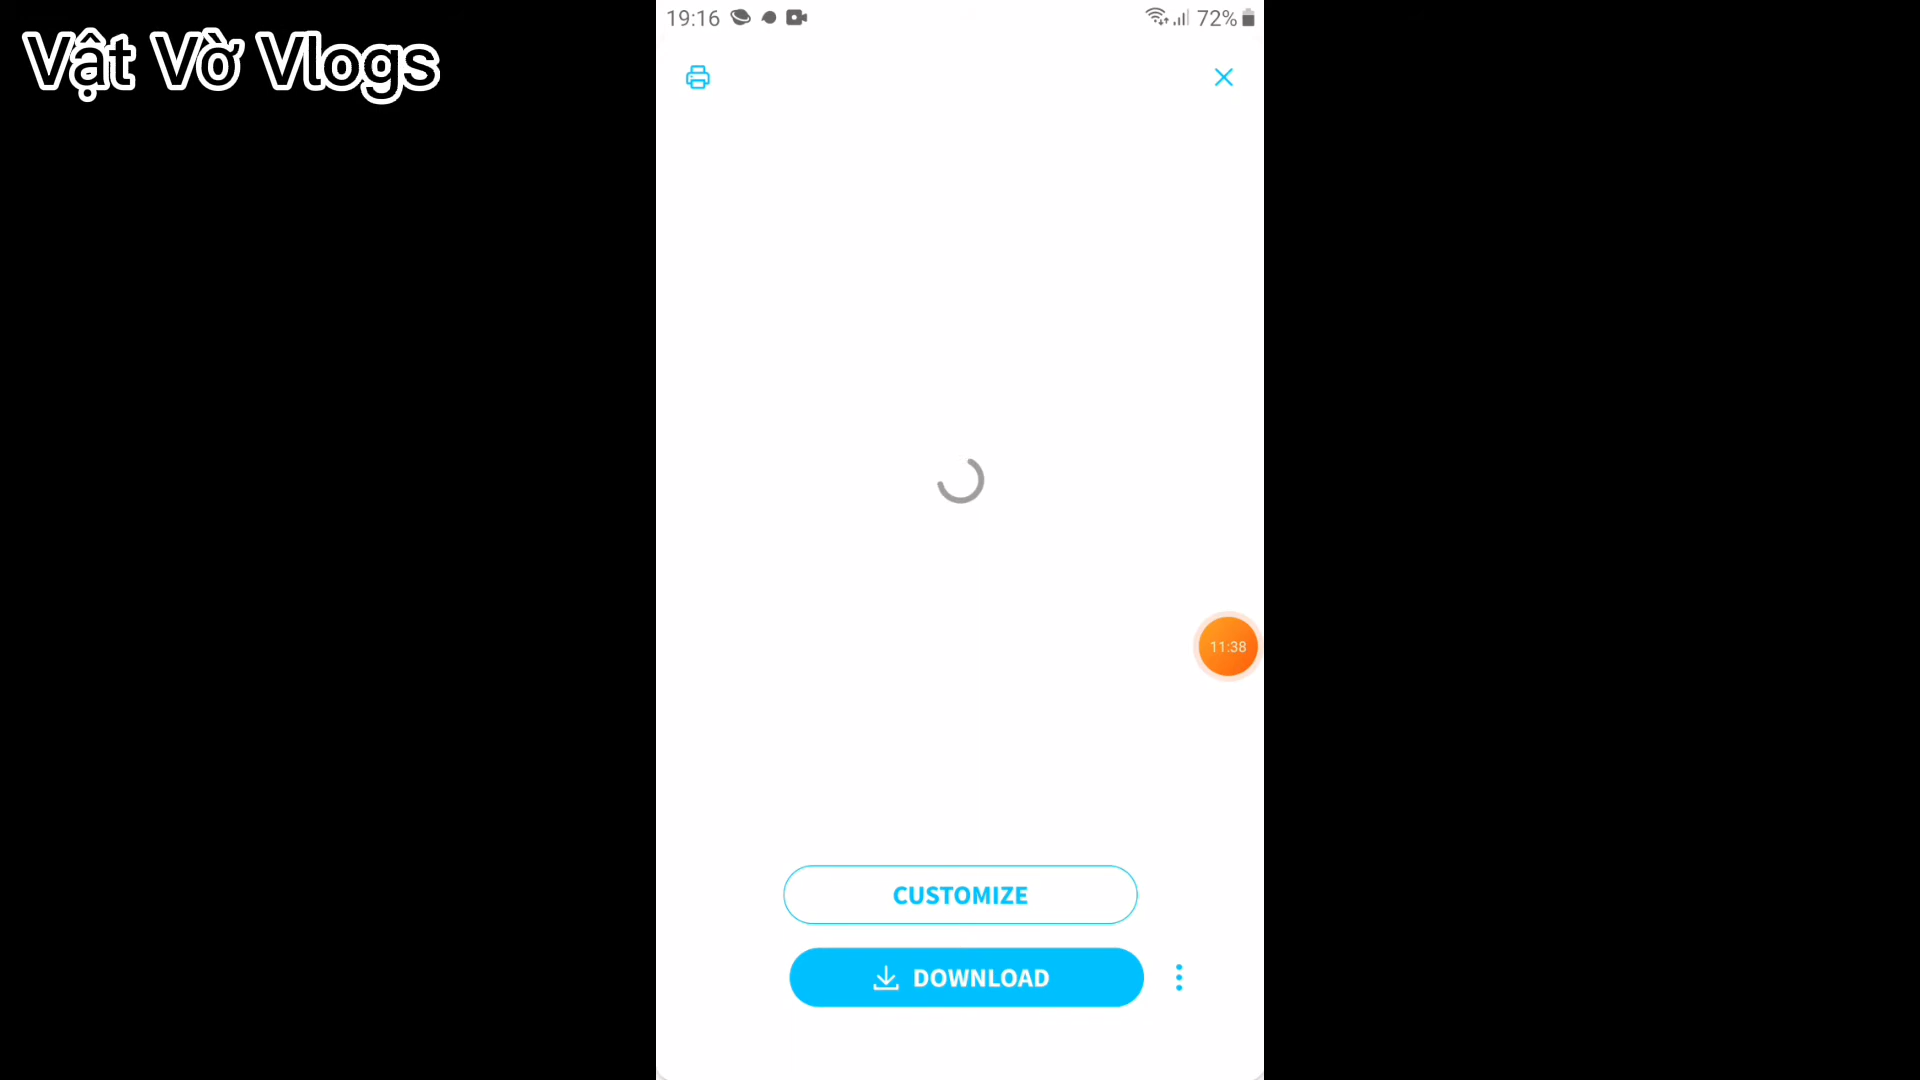 Vật Vờ Vlogs
19:16
72%
11:38
CUSTOMIZE
DOWNLOAD